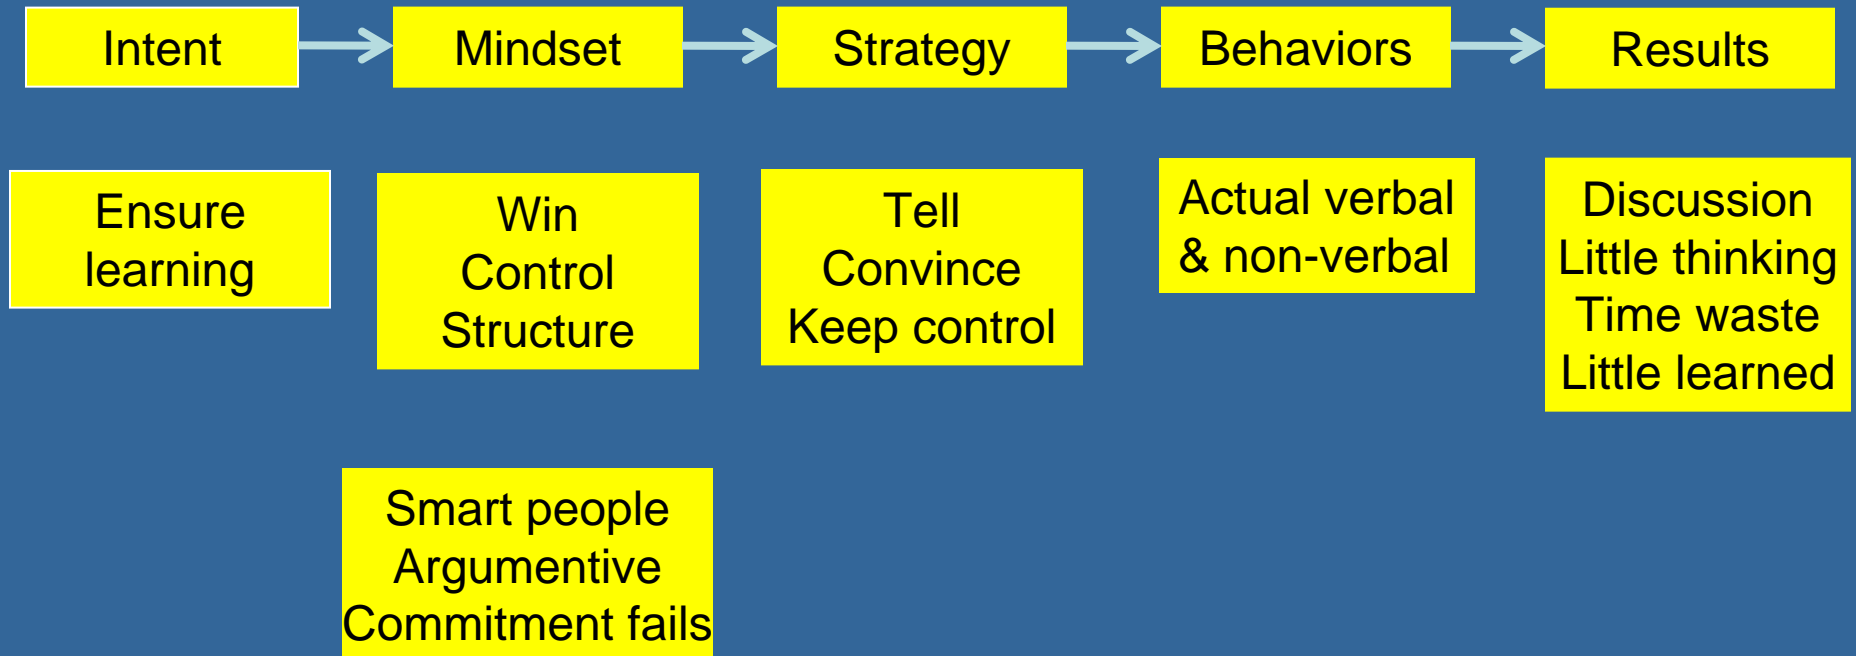 Intent
Mindset
Strategy
Behaviors
Results
Ensure
learning
Win
Control
Structure
Tell
Convince
Keep control
Actual verbal
& non-verbal
Discussion
Little thinking
Time waste
Little learned
Smart people
Argumentive
Commitment fails